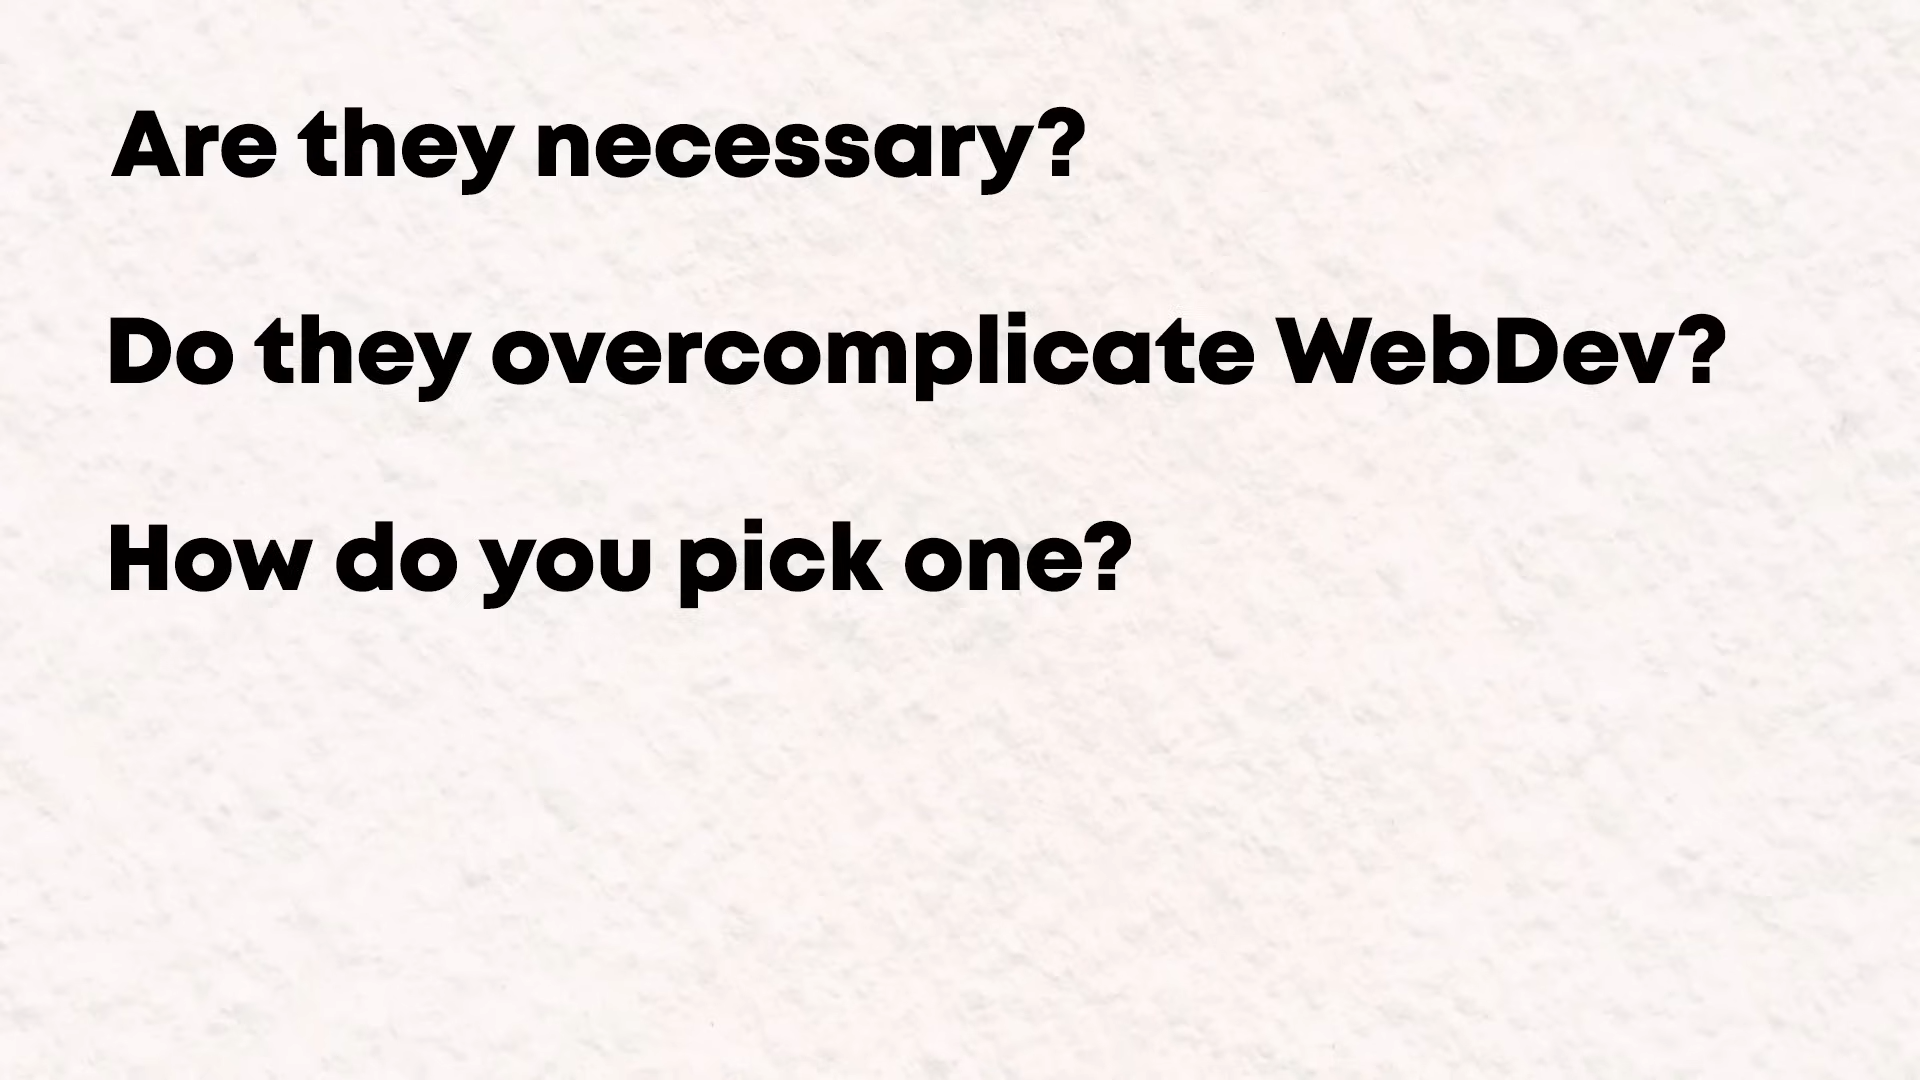 Are they necessary?
Do they overcomplicate WebDev?
How do you pick one?